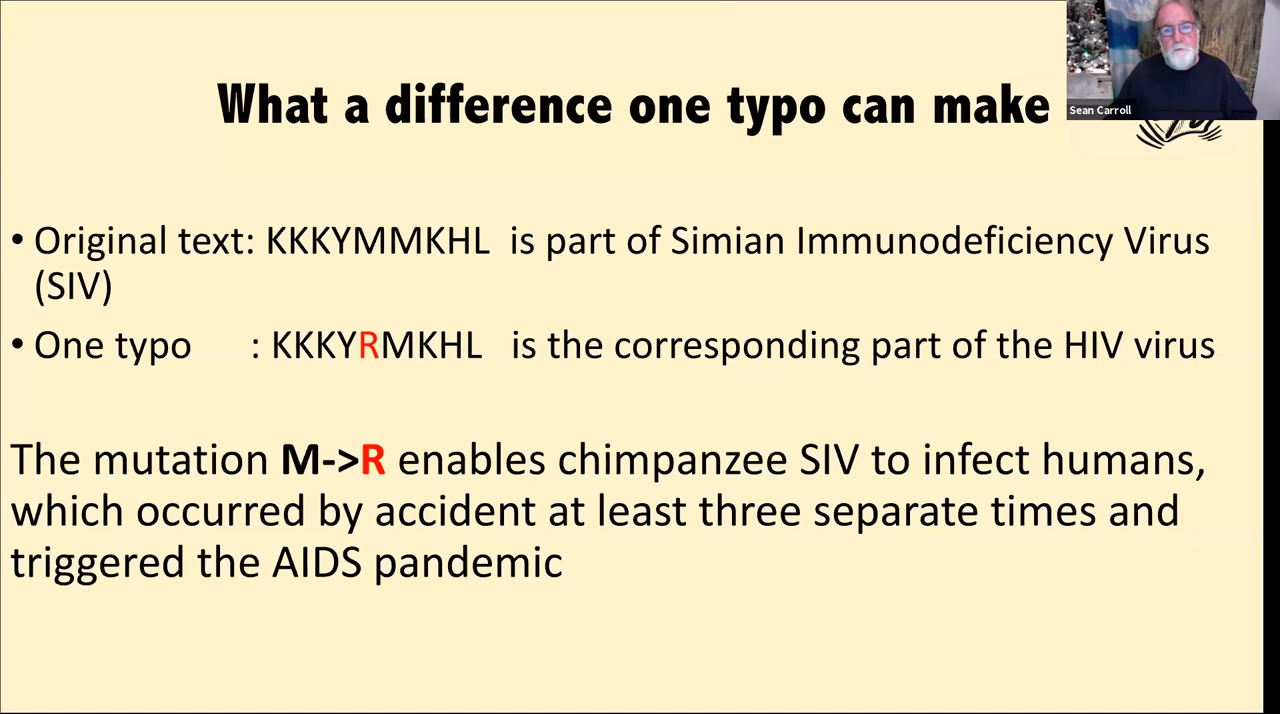 What a difference one typo can make
Sean Carroll
• Original text: KKKYMMKHL is part of Simian Immunodeficiency Virus
(SIV)
• One typo : KKKYRMKHL is the corresponding part of the HIV virus
The mutation M->R enables chimpanzee SIV to infect humans,
which occurred by accident at least three separate times and
triggered the AIDS pandemic